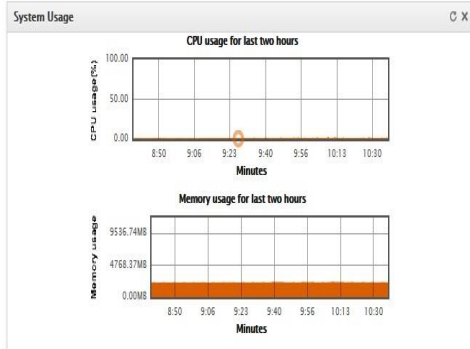 System Usage
CPU usage for last two hours
CPU usage(%)
100.00
50.00
0.00
8:50 9:06 9:23 9:40 9:56 10:13 10:30
Minutes
Memory usage for last two hours
Memory usage
9536.74MB
4768.37MB
0.00MB
8:50 9:06 9:23 9:40 9:56 10:13 10:30
Minutes